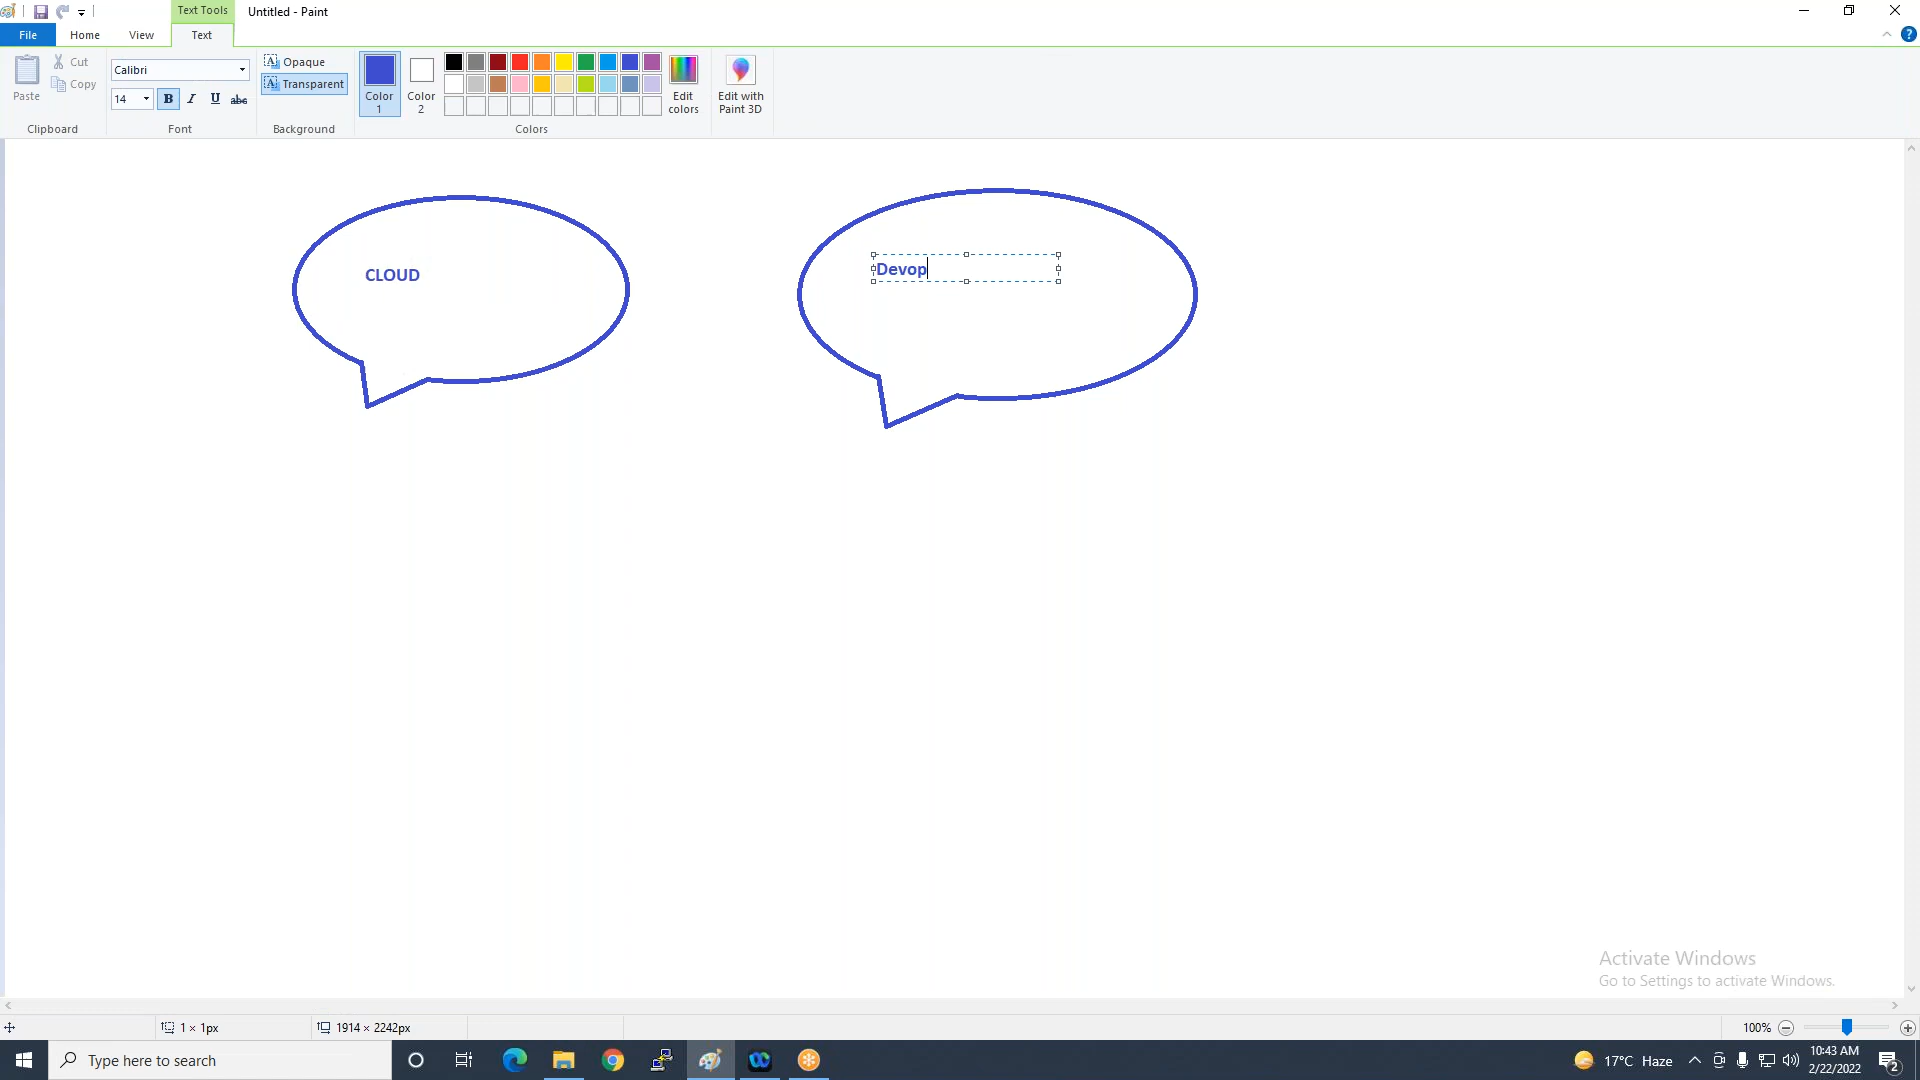 Text Tools
Untitled - Paint
File
Home
View
Text
Paste
Cut
Copy
Clipboard
Calibri
14
B I U abc
Font
Opaque
Transparent
Background
Color 1
Color 2
Edit colors
Colors
Edit with Paint 3D
CLOUD
Devop
Activate Windows
Go to Settings to activate Windows.
1 × 1px
1914 × 2242px
100%
Type here to search
17°C Haze
10:43 AM
2/22/2022
2